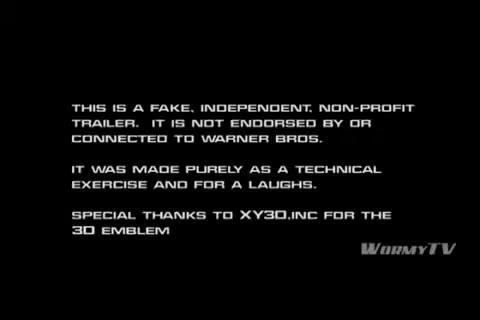 THIS IS A FAKE, INDEPENDENT, NON-PROFIT
TRAILER. IT IS NOT ENDORSED BY OR
CONNECTED TO WARNER BROS.
IT WAS MADE PURELY AS A TECHNICAL
EXERCISE AND FOR A LAUGHS.
SPECIAL THANKS TO XY3D,INC FOR THE
3D EMBLEM
WORMYTV